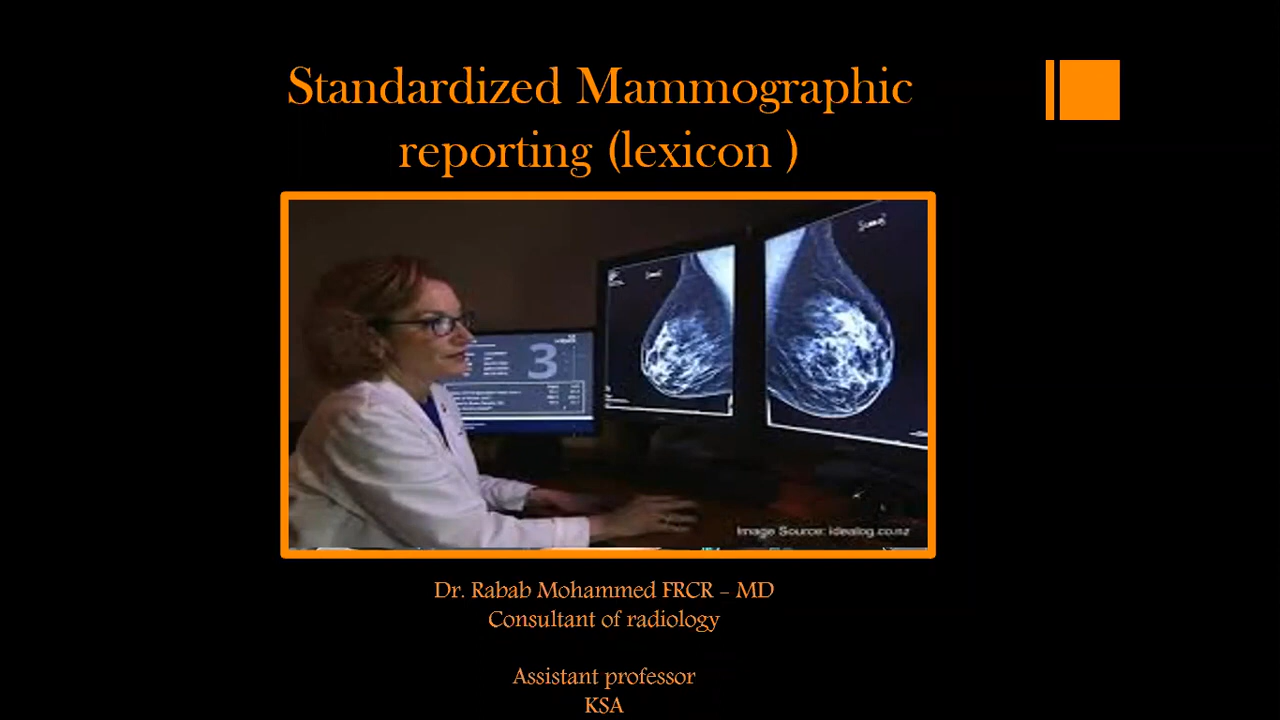 Standardized Mammographic
reporting (lexicon )
3
Image Source: idealog.co.nz
Dr. Rabab Mohammed FRCR – MD
Consultant of radiology
Assistant professor
KSA